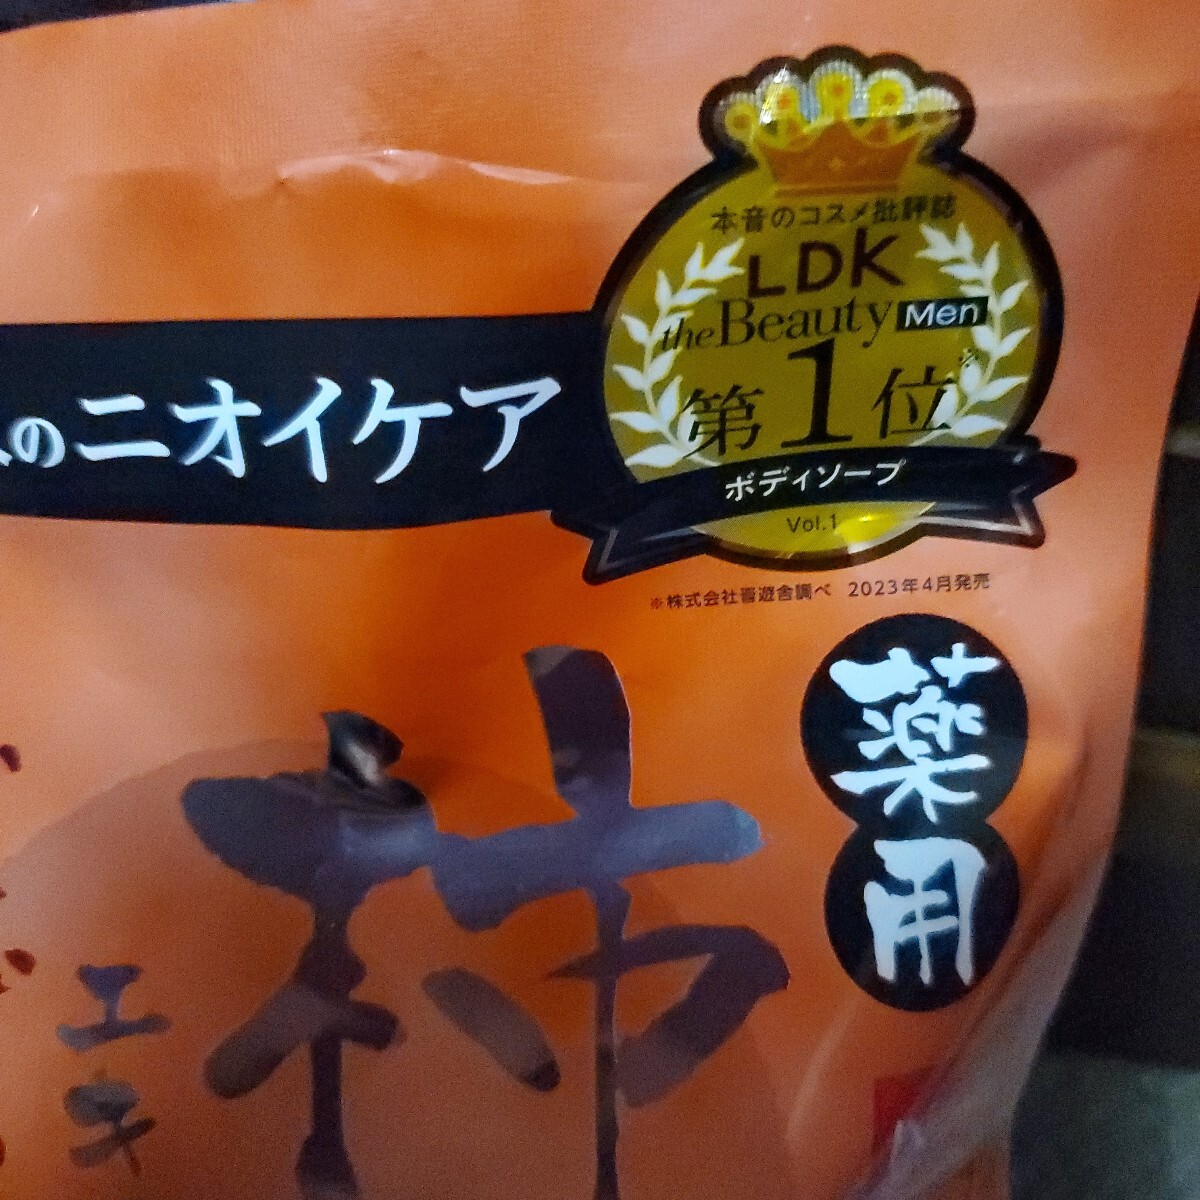 本音のコスメ批評誌
LDK
the Beauty Men
第1位※
ボディソープ
Vol.1
※株式会社晋遊舎調べ 2023年4月発売
のニオイケア
薬用
柿
エキ